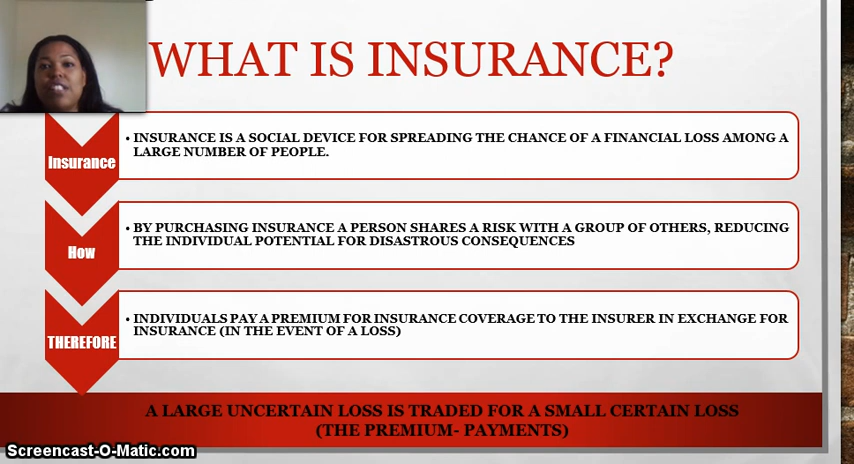 WHAT IS INSURANCE?
Insurance
• INSURANCE IS A SOCIAL DEVICE FOR SPREADING THE CHANCE OF A FINANCIAL LOSS AMONG A
LARGE NUMBER OF PEOPLE.
How
• BY PURCHASING INSURANCE A PERSON SHARES A RISK WITH A GROUP OF OTHERS, REDUCING
THE INDIVIDUAL POTENTIAL FOR DISASTROUS CONSEQUENCES
THEREFORE
• INDIVIDUALS PAY A PREMIUM FOR INSURANCE COVERAGE TO THE INSURER IN EXCHANGE FOR
INSURANCE (IN THE EVENT OF A LOSS)
A LARGE UNCERTAIN LOSS IS TRADED FOR A SMALL CERTAIN LOSS
(THE PREMIUM- PAYMENTS)
Screencast-O-Matic.com